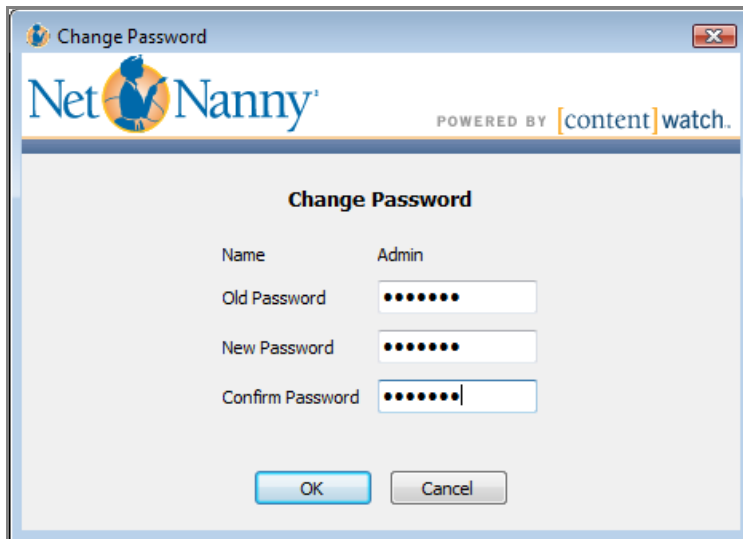 Change Password
Net Nanny
POWERED BY [content]watch.
Change Password
Name Admin
Old Password •••••••
New Password •••••••
Confirm Password •••••••
OK Cancel